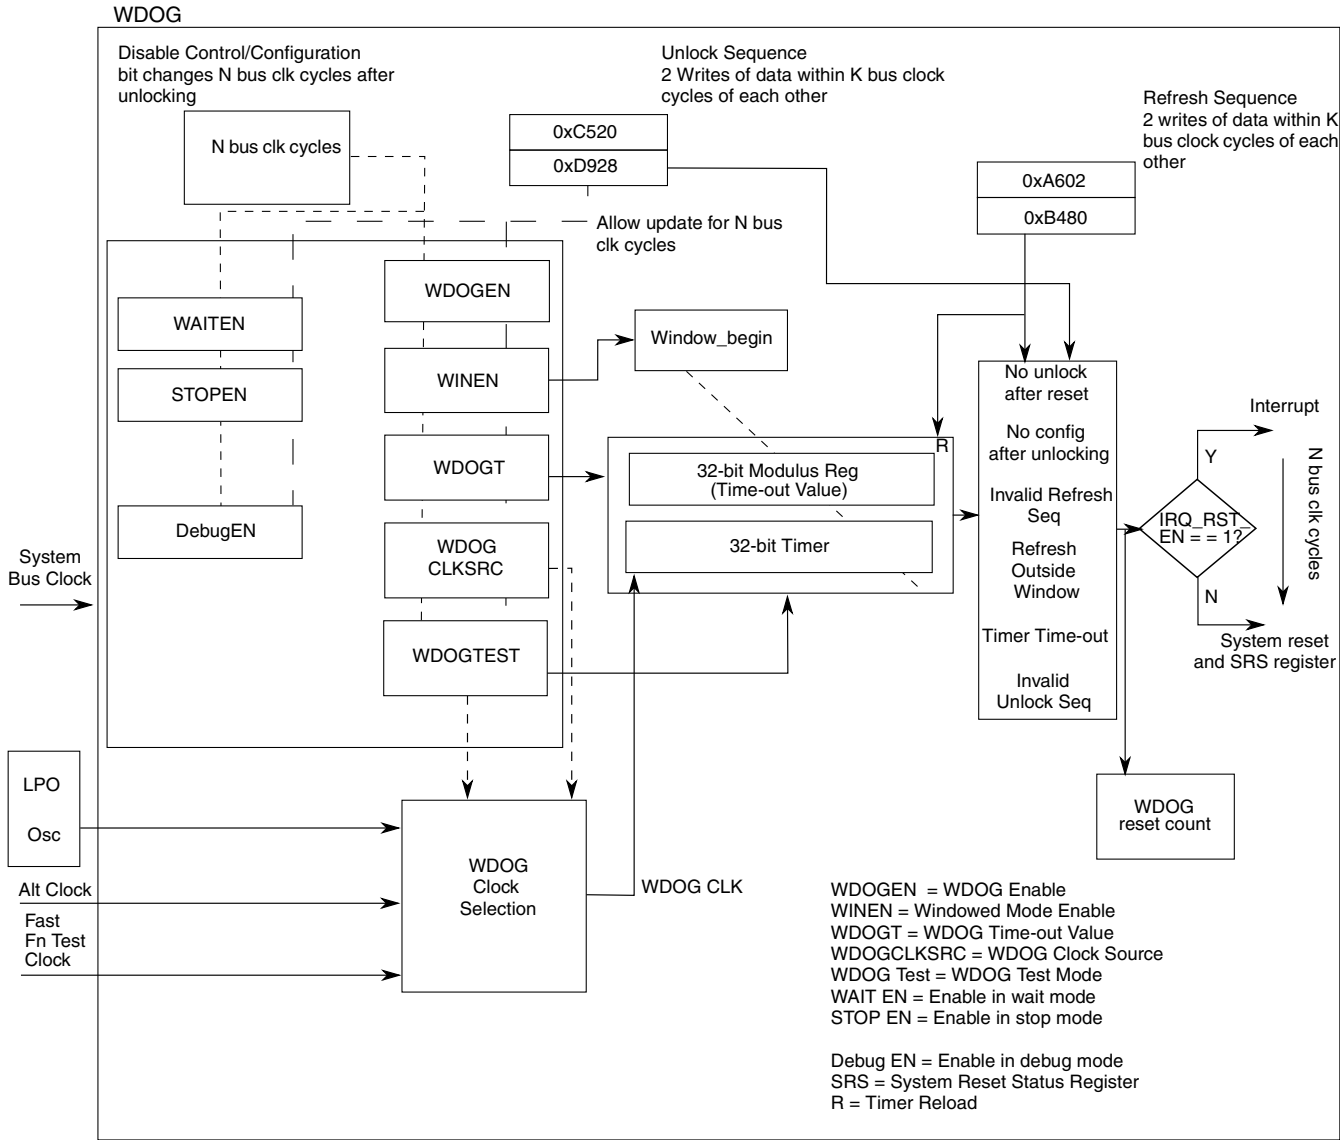 WDOG
Disable Control/Configuration
bit changes N bus clk cycles after
unlocking
N bus clk cycles
Unlock Sequence
2 Writes of data within K bus clock
cycles of each other
0xC520
0xD928
Allow update for N bus
clk cycles
Refresh Sequence
2 writes of data within K
bus clock cycles of each
other
0xA602
0xB480
WAITEN
STOPEN
DebugEN
WDOGEN
WINEN
WDOGT
WDOG
CLKSRC
WDOGTEST
Window_begin
R
32-bit Modulus Reg
(Time-out Value)
32-bit Timer
No unlock
after reset
No config
after unlocking
Invalid Refresh
Seq
Refresh
Outside
Window
Timer Time-out
Invalid
Unlock Seq
Interrupt
Y
IRQ_RST_
EN = = 1?
N
N bus clk cycles
System reset
and SRS register
WDOG
reset count
System
Bus Clock
LPO
Osc
Alt Clock
Fast
Fn Test
Clock
WDOG
Clock
Selection
WDOG CLK
WDOGEN = WDOG Enable
WINEN = Windowed Mode Enable
WDOGT = WDOG Time-out Value
WDOGCLKSRC = WDOG Clock Source
WDOG Test = WDOG Test Mode
WAIT EN = Enable in wait mode
STOP EN = Enable in stop mode
Debug EN = Enable in debug mode
SRS = System Reset Status Register
R = Timer Reload